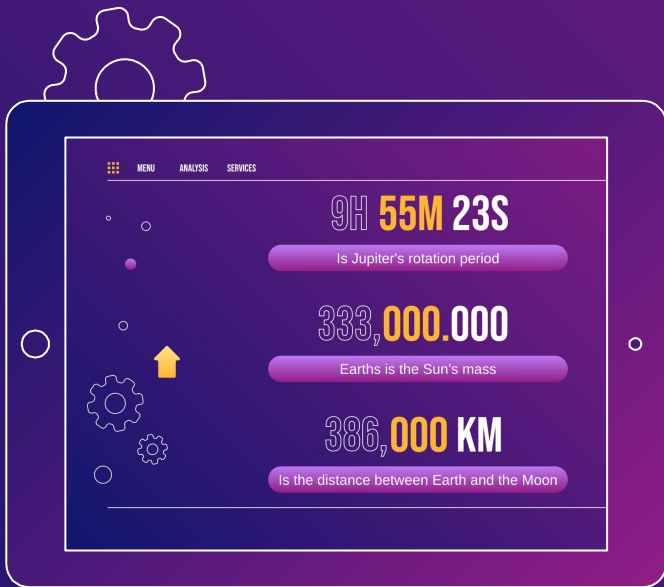 MENU ANALYSIS SERVICES
9H 55M 23S
Is Jupiter's rotation period
333,000.000
Earths is the Sun's mass
386,000 KM
Is the distance between Earth and the Moon